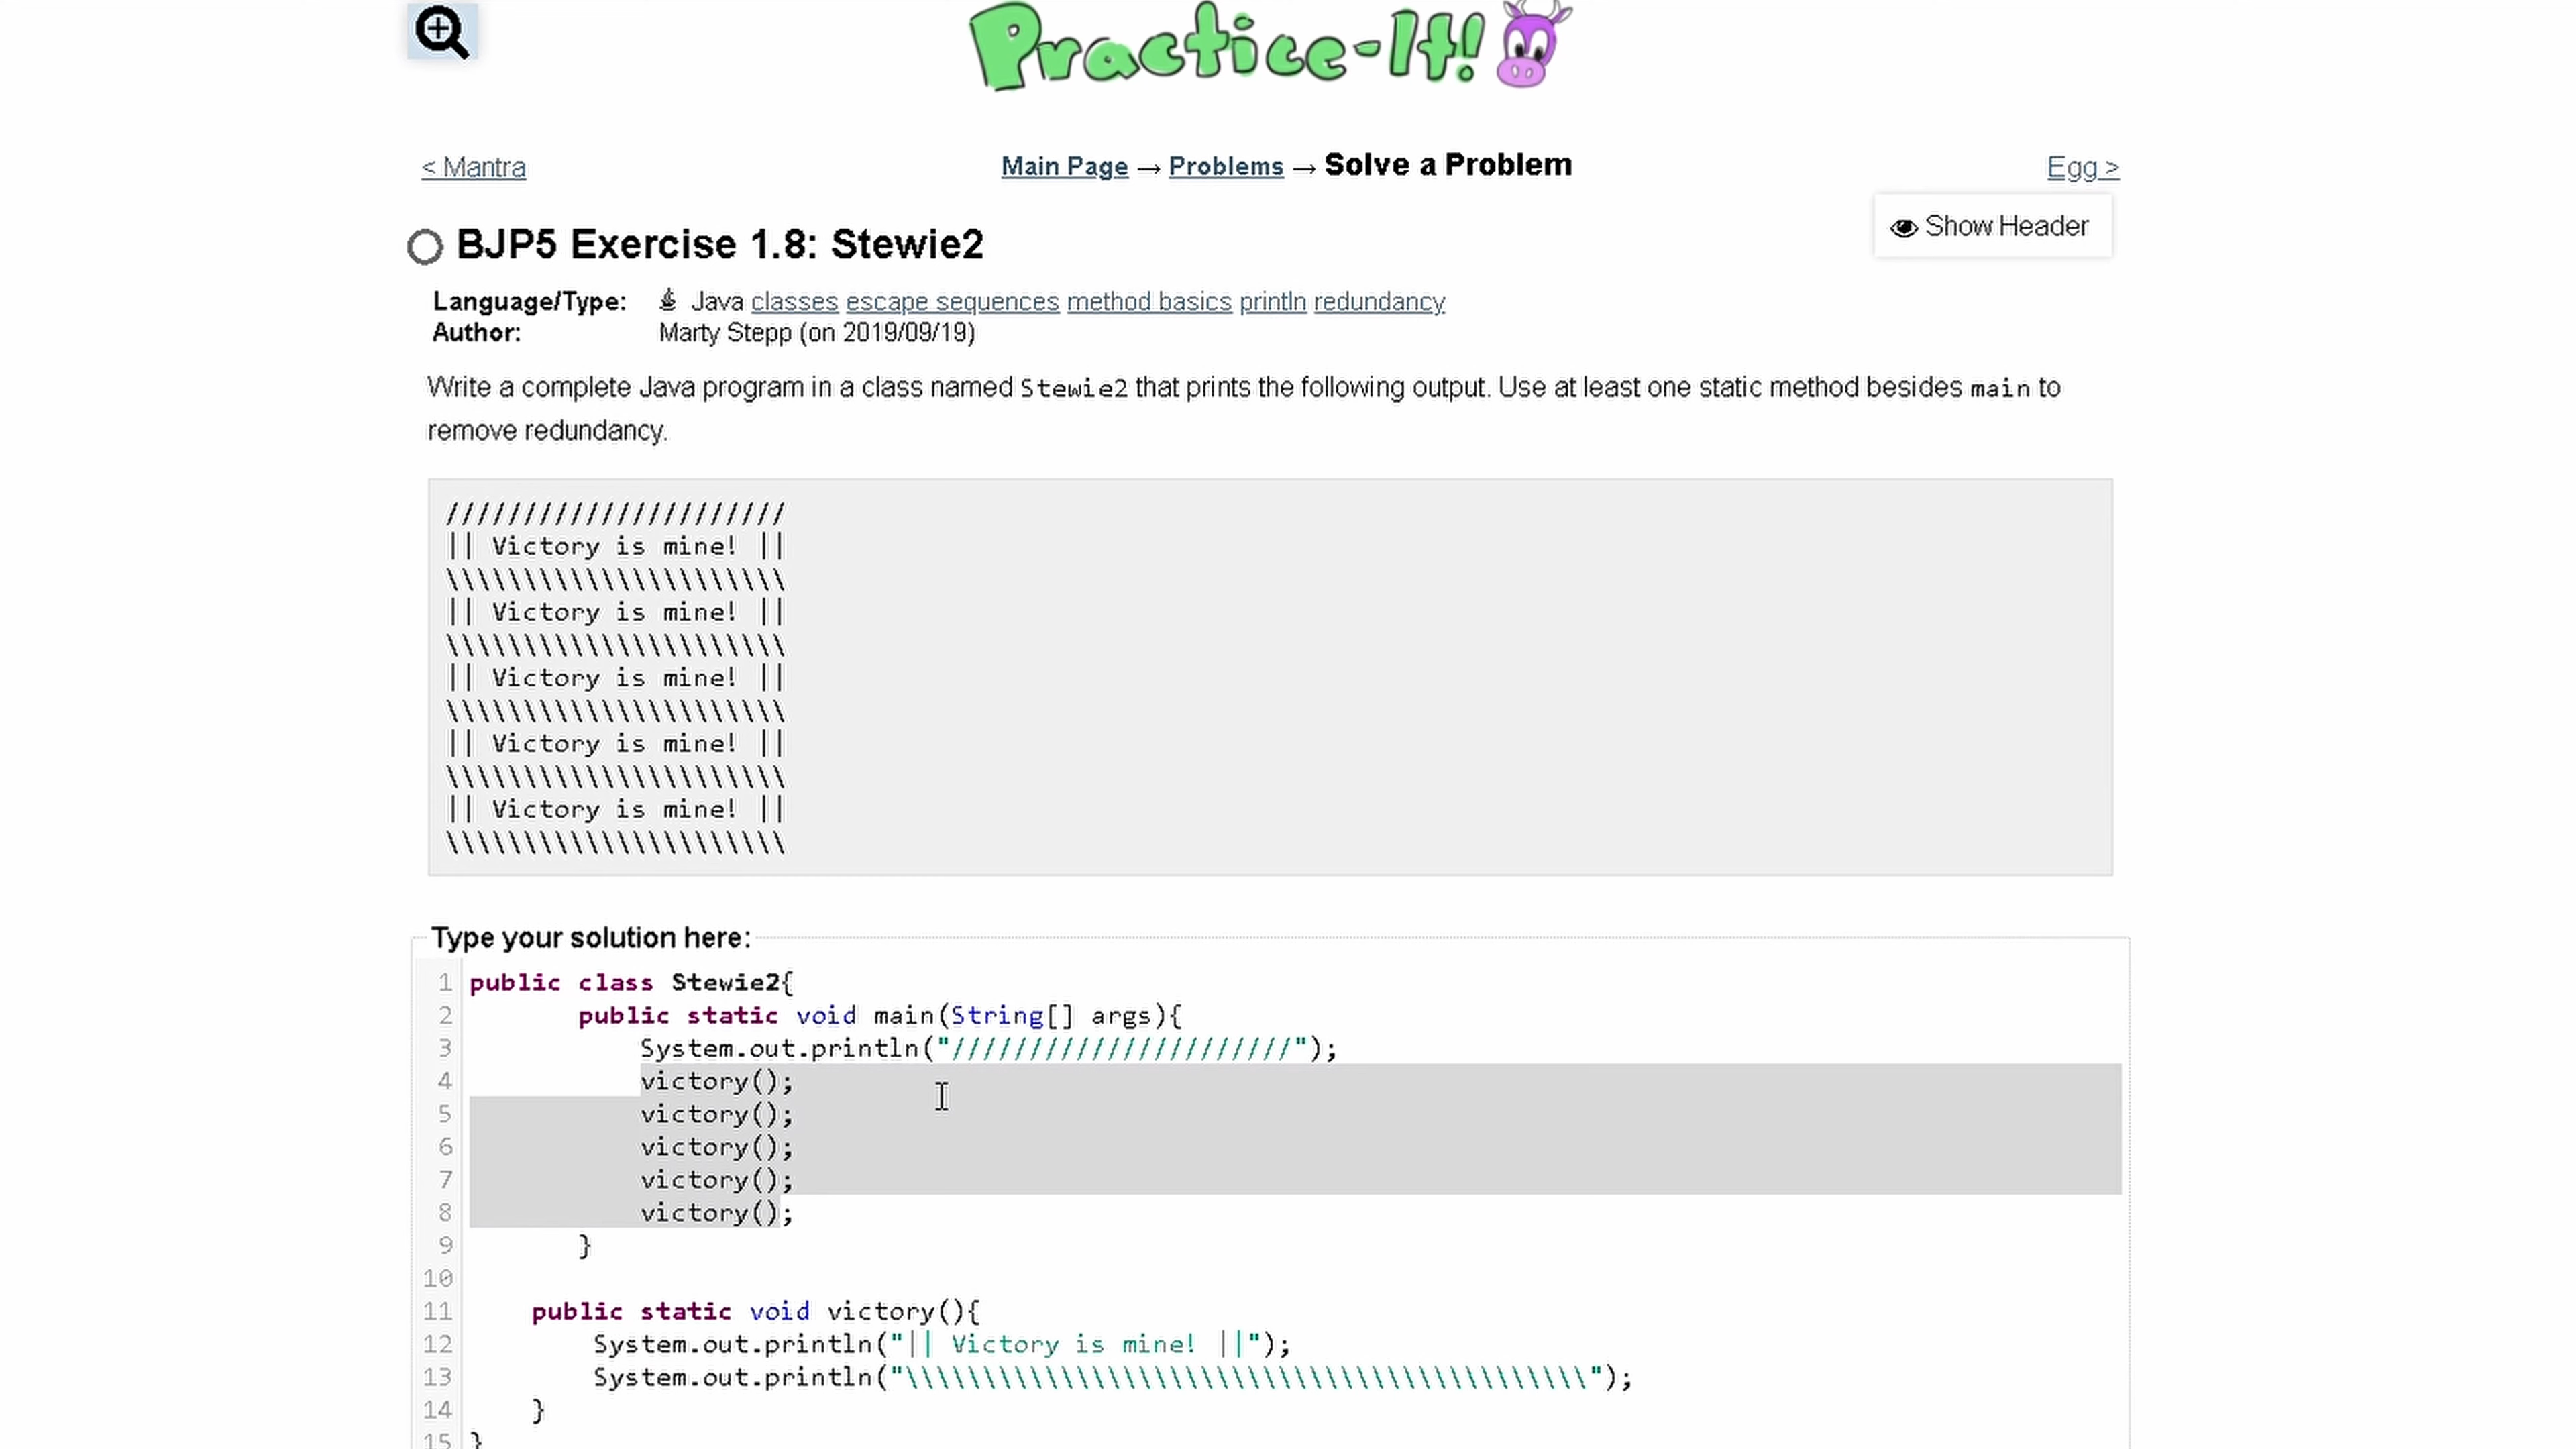 Practice-It!
< Mantra
Main Page → Problems → Solve a Problem
Egg >
Show Header
BJP5 Exercise 1.8: Stewie2
Language/Type: Java classes escape sequences method basics println redundancy
Author: Marty Stepp (on 2019/09/19)
Write a complete Java program in a class named Stewie2 that prints the following output. Use at least one static method besides main to
remove redundancy.
//////////////////////
|| Victory is mine! ||
\\\\\\\\\\\\\\\\\\\\\\
|| Victory is mine! ||
\\\\\\\\\\\\\\\\\\\\\\
|| Victory is mine! ||
\\\\\\\\\\\\\\\\\\\\\\
|| Victory is mine! ||
\\\\\\\\\\\\\\\\\\\\\\
|| Victory is mine! ||
\\\\\\\\\\\\\\\\\\\\\\
Type your solution here:
1 public class Stewie2{
2 public static void main(String[] args){
3 System.out.println("//////////////////////");
4 victory();
5 victory();
6 victory();
7 victory();
8 victory();
9 }
10
11 public static void victory(){
12 System.out.println("|| Victory is mine! ||");
13 System.out.println("\\\\\\\\\\\\\\\\\\\\\\\\\\\\\\\\\\\\\\\\\\\\");
14 }
15 }